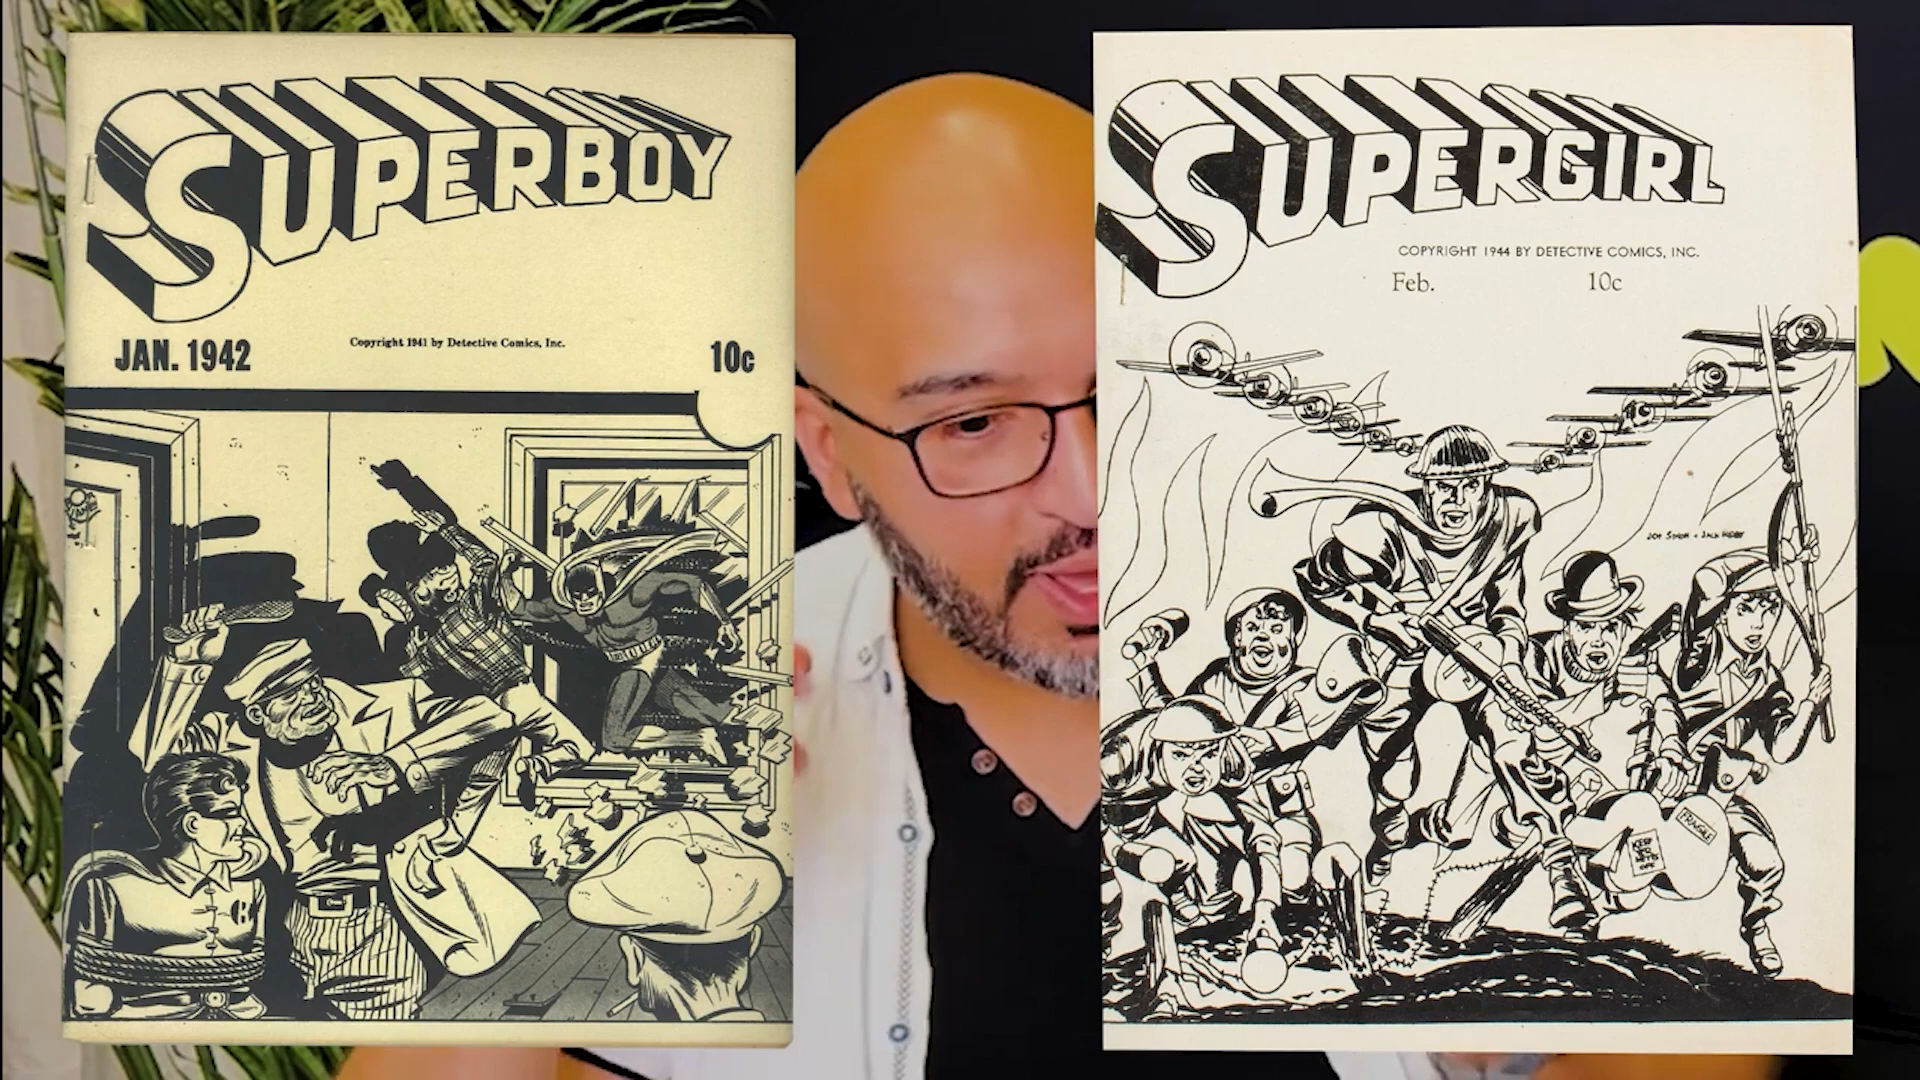 SUPERBOY
JAN. 1942
Copyright 1941 by Detective Comics, Inc.
10c
SUPERGIRL
COPYRIGHT 1944 BY DETECTIVE COMICS, INC.
Feb.
10c
JOE SIMON + JACK KIRBY
FRAGILE
KEEP